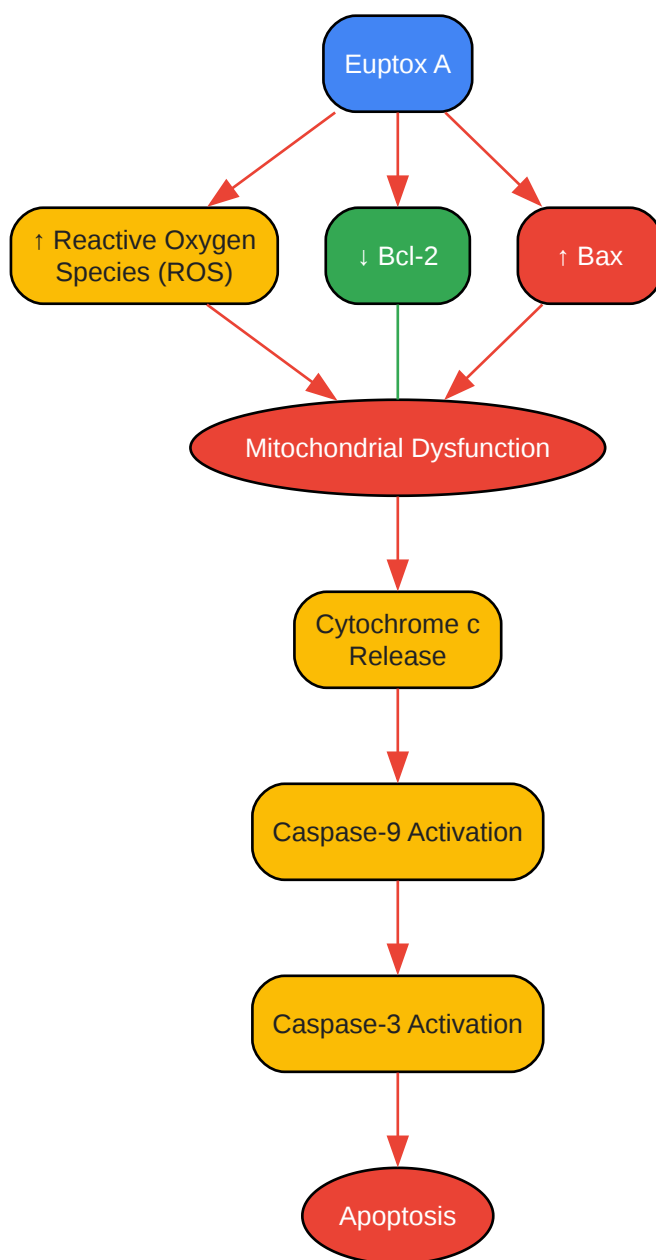 Euptox A
↑ Reactive Oxygen
Species (ROS)
↓ Bcl-2
↑ Bax
Mitochondrial Dysfunction
Cytochrome c
Release
Caspase-9 Activation
Caspase-3 Activation
Apoptosis